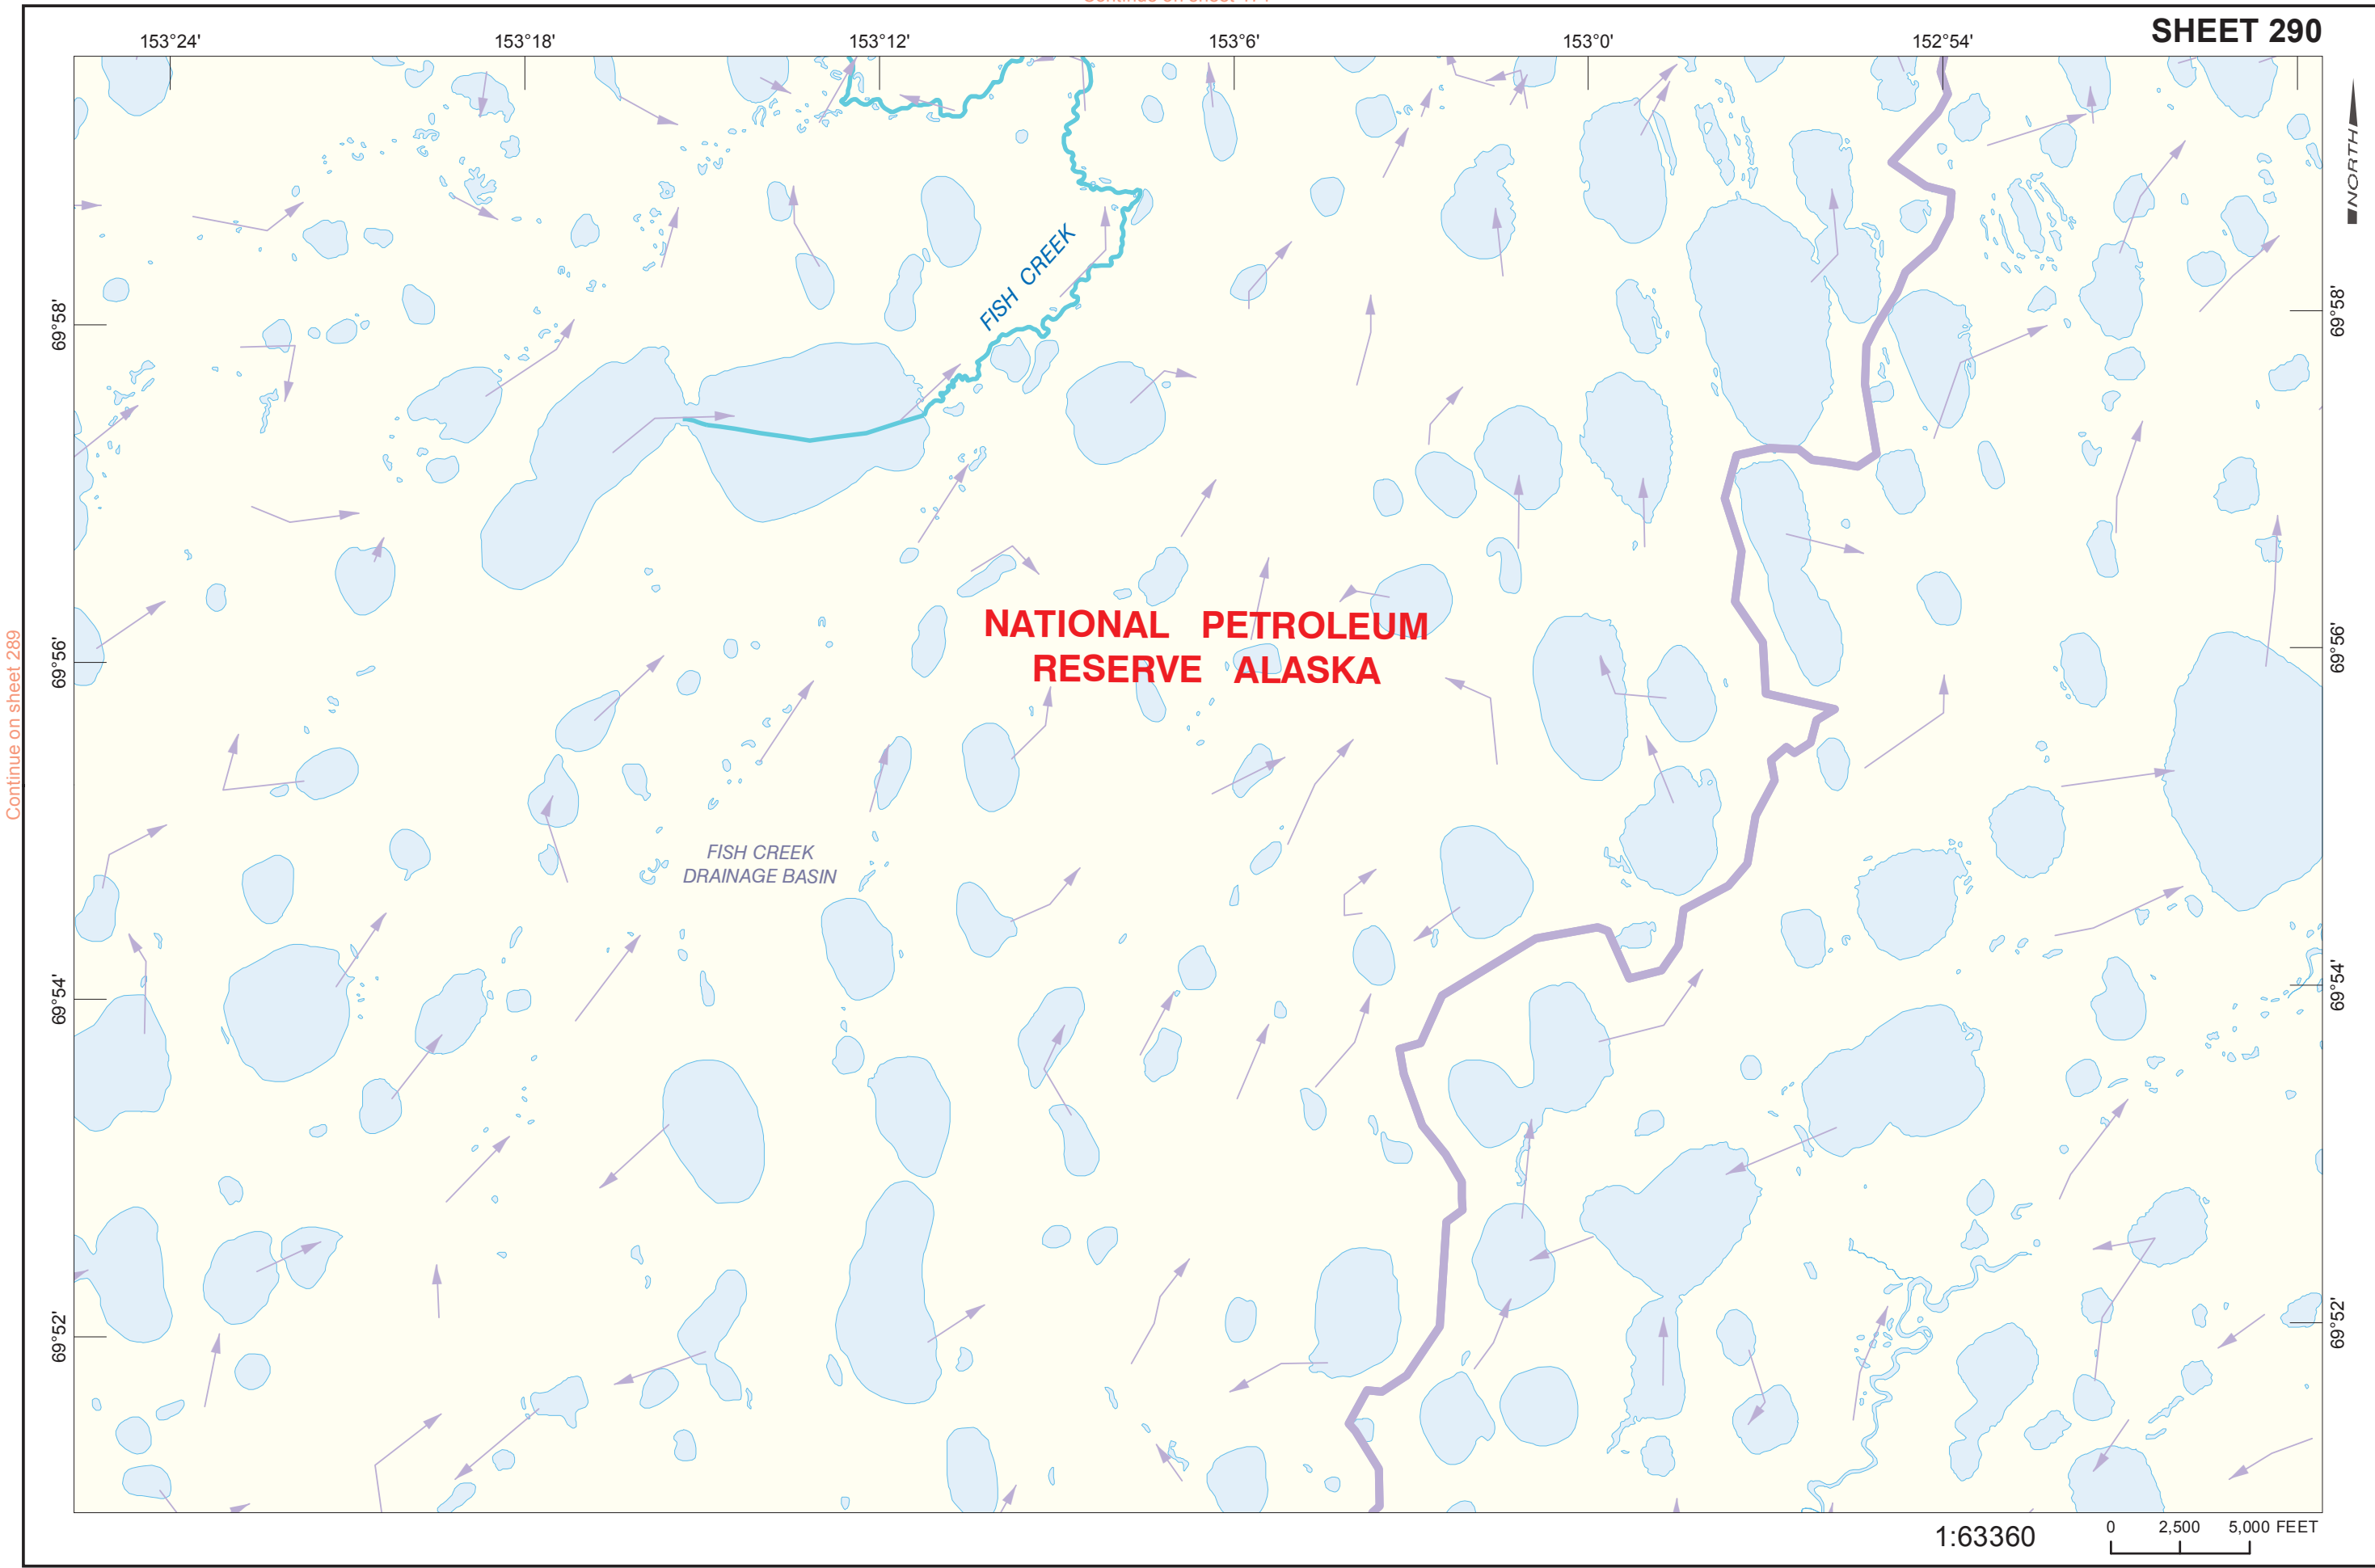 SHEET 290
153°24'
153°18'
153°12'
153°6'
153°0'
152°54'
NORTH
FISH CREEK
69°58'
69°58'
NATIONAL PETROLEUM
RESERVE ALASKA
69°56'
69°56'
Continue on sheet 289
FISH CREEK
DRAINAGE BASIN
69°54'
69°54'
69°52'
69°52'
1:63360
0 2,500 5,000 FEET